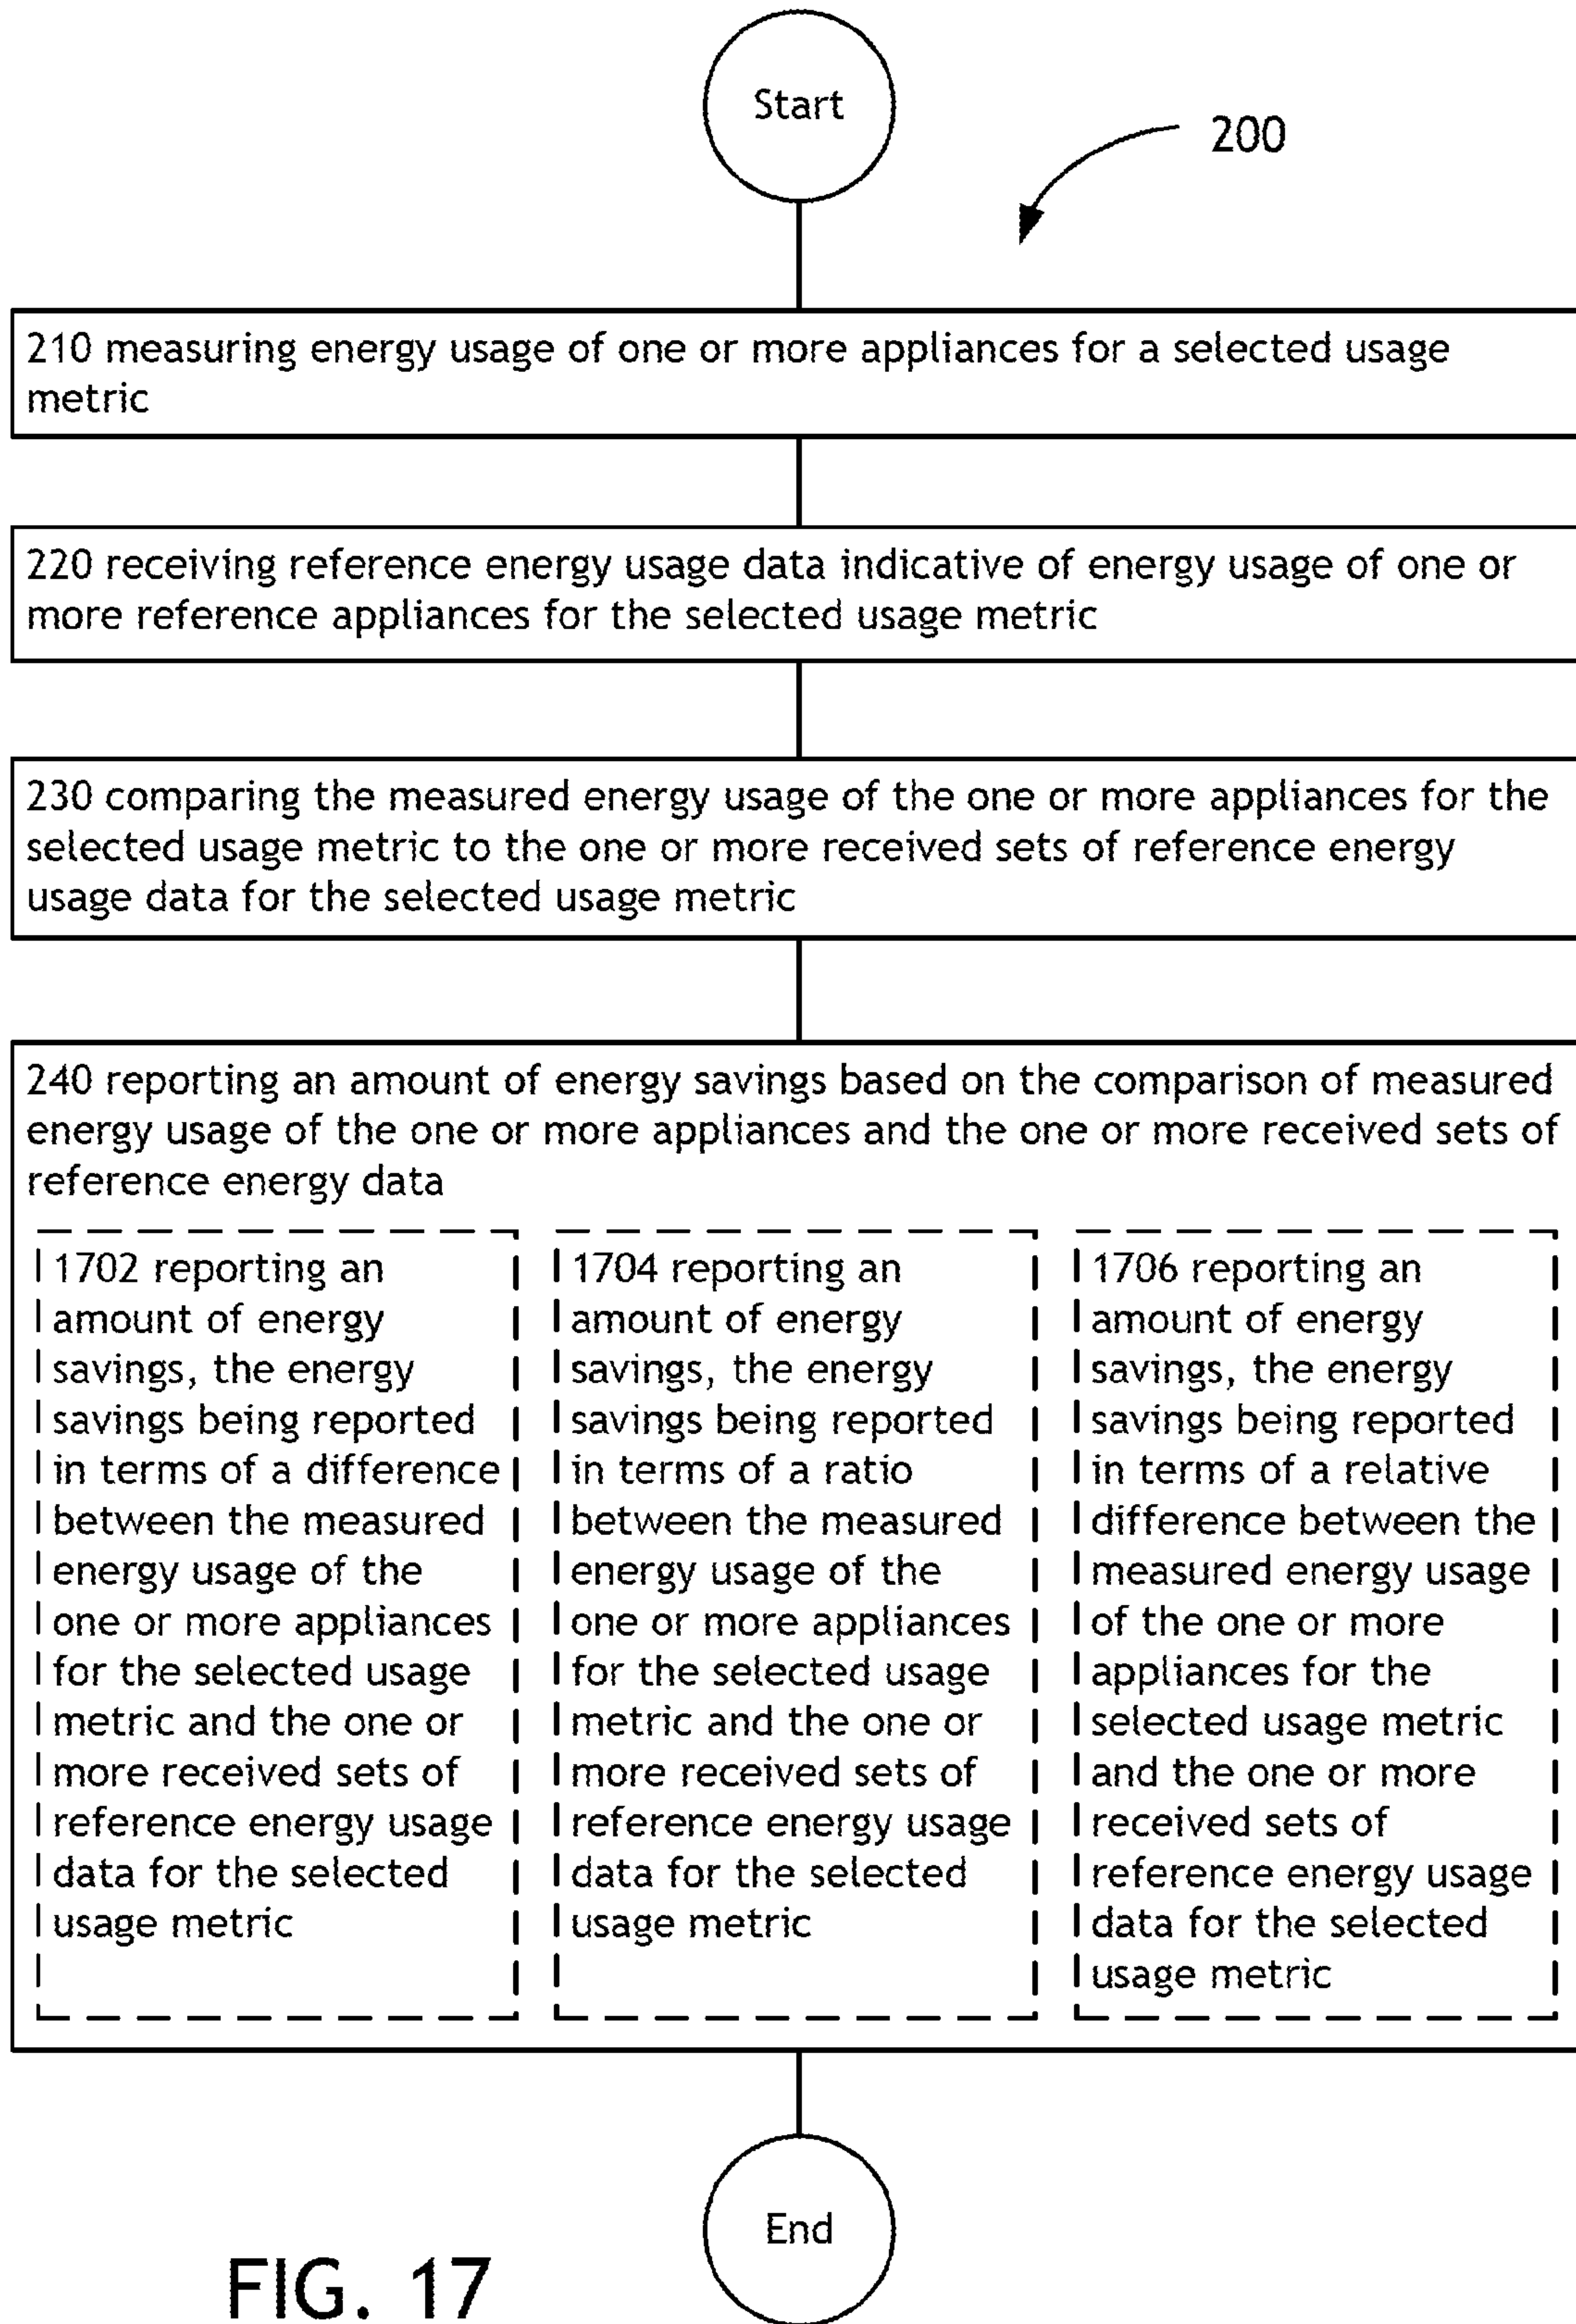 Start
200
210 measuring energy usage of one or more appliances for a selected usage
metric
220 receiving reference energy usage data indicative of energy usage of one or
more reference appliances for the selected usage metric
230 comparing the measured energy usage of the one or more appliances for the
selected usage metric to the one or more received sets of reference energy
usage data for the selected usage metric
240 reporting an amount of energy savings based on the comparison of measured
energy usage of the one or more appliances and the one or more received sets of
reference energy data
1702 reporting an
amount of energy
savings, the energy
savings being reported
in terms of a difference
between the measured
energy usage of the
one or more appliances
for the selected usage
metric and the one or
more received sets of
reference energy usage
data for the selected
usage metric
1704 reporting an
amount of energy
savings, the energy
savings being reported
in terms of a ratio
between the measured
energy usage of the
one or more appliances
for the selected usage
metric and the one or
more received sets of
reference energy usage
data for the selected
usage metric
1706 reporting an
amount of energy
savings, the energy
savings being reported
in terms of a relative
difference between the
measured energy usage
of the one or more
appliances for the
selected usage metric
and the one or more
received sets of
reference energy usage
data for the selected
usage metric
End
FIG. 17